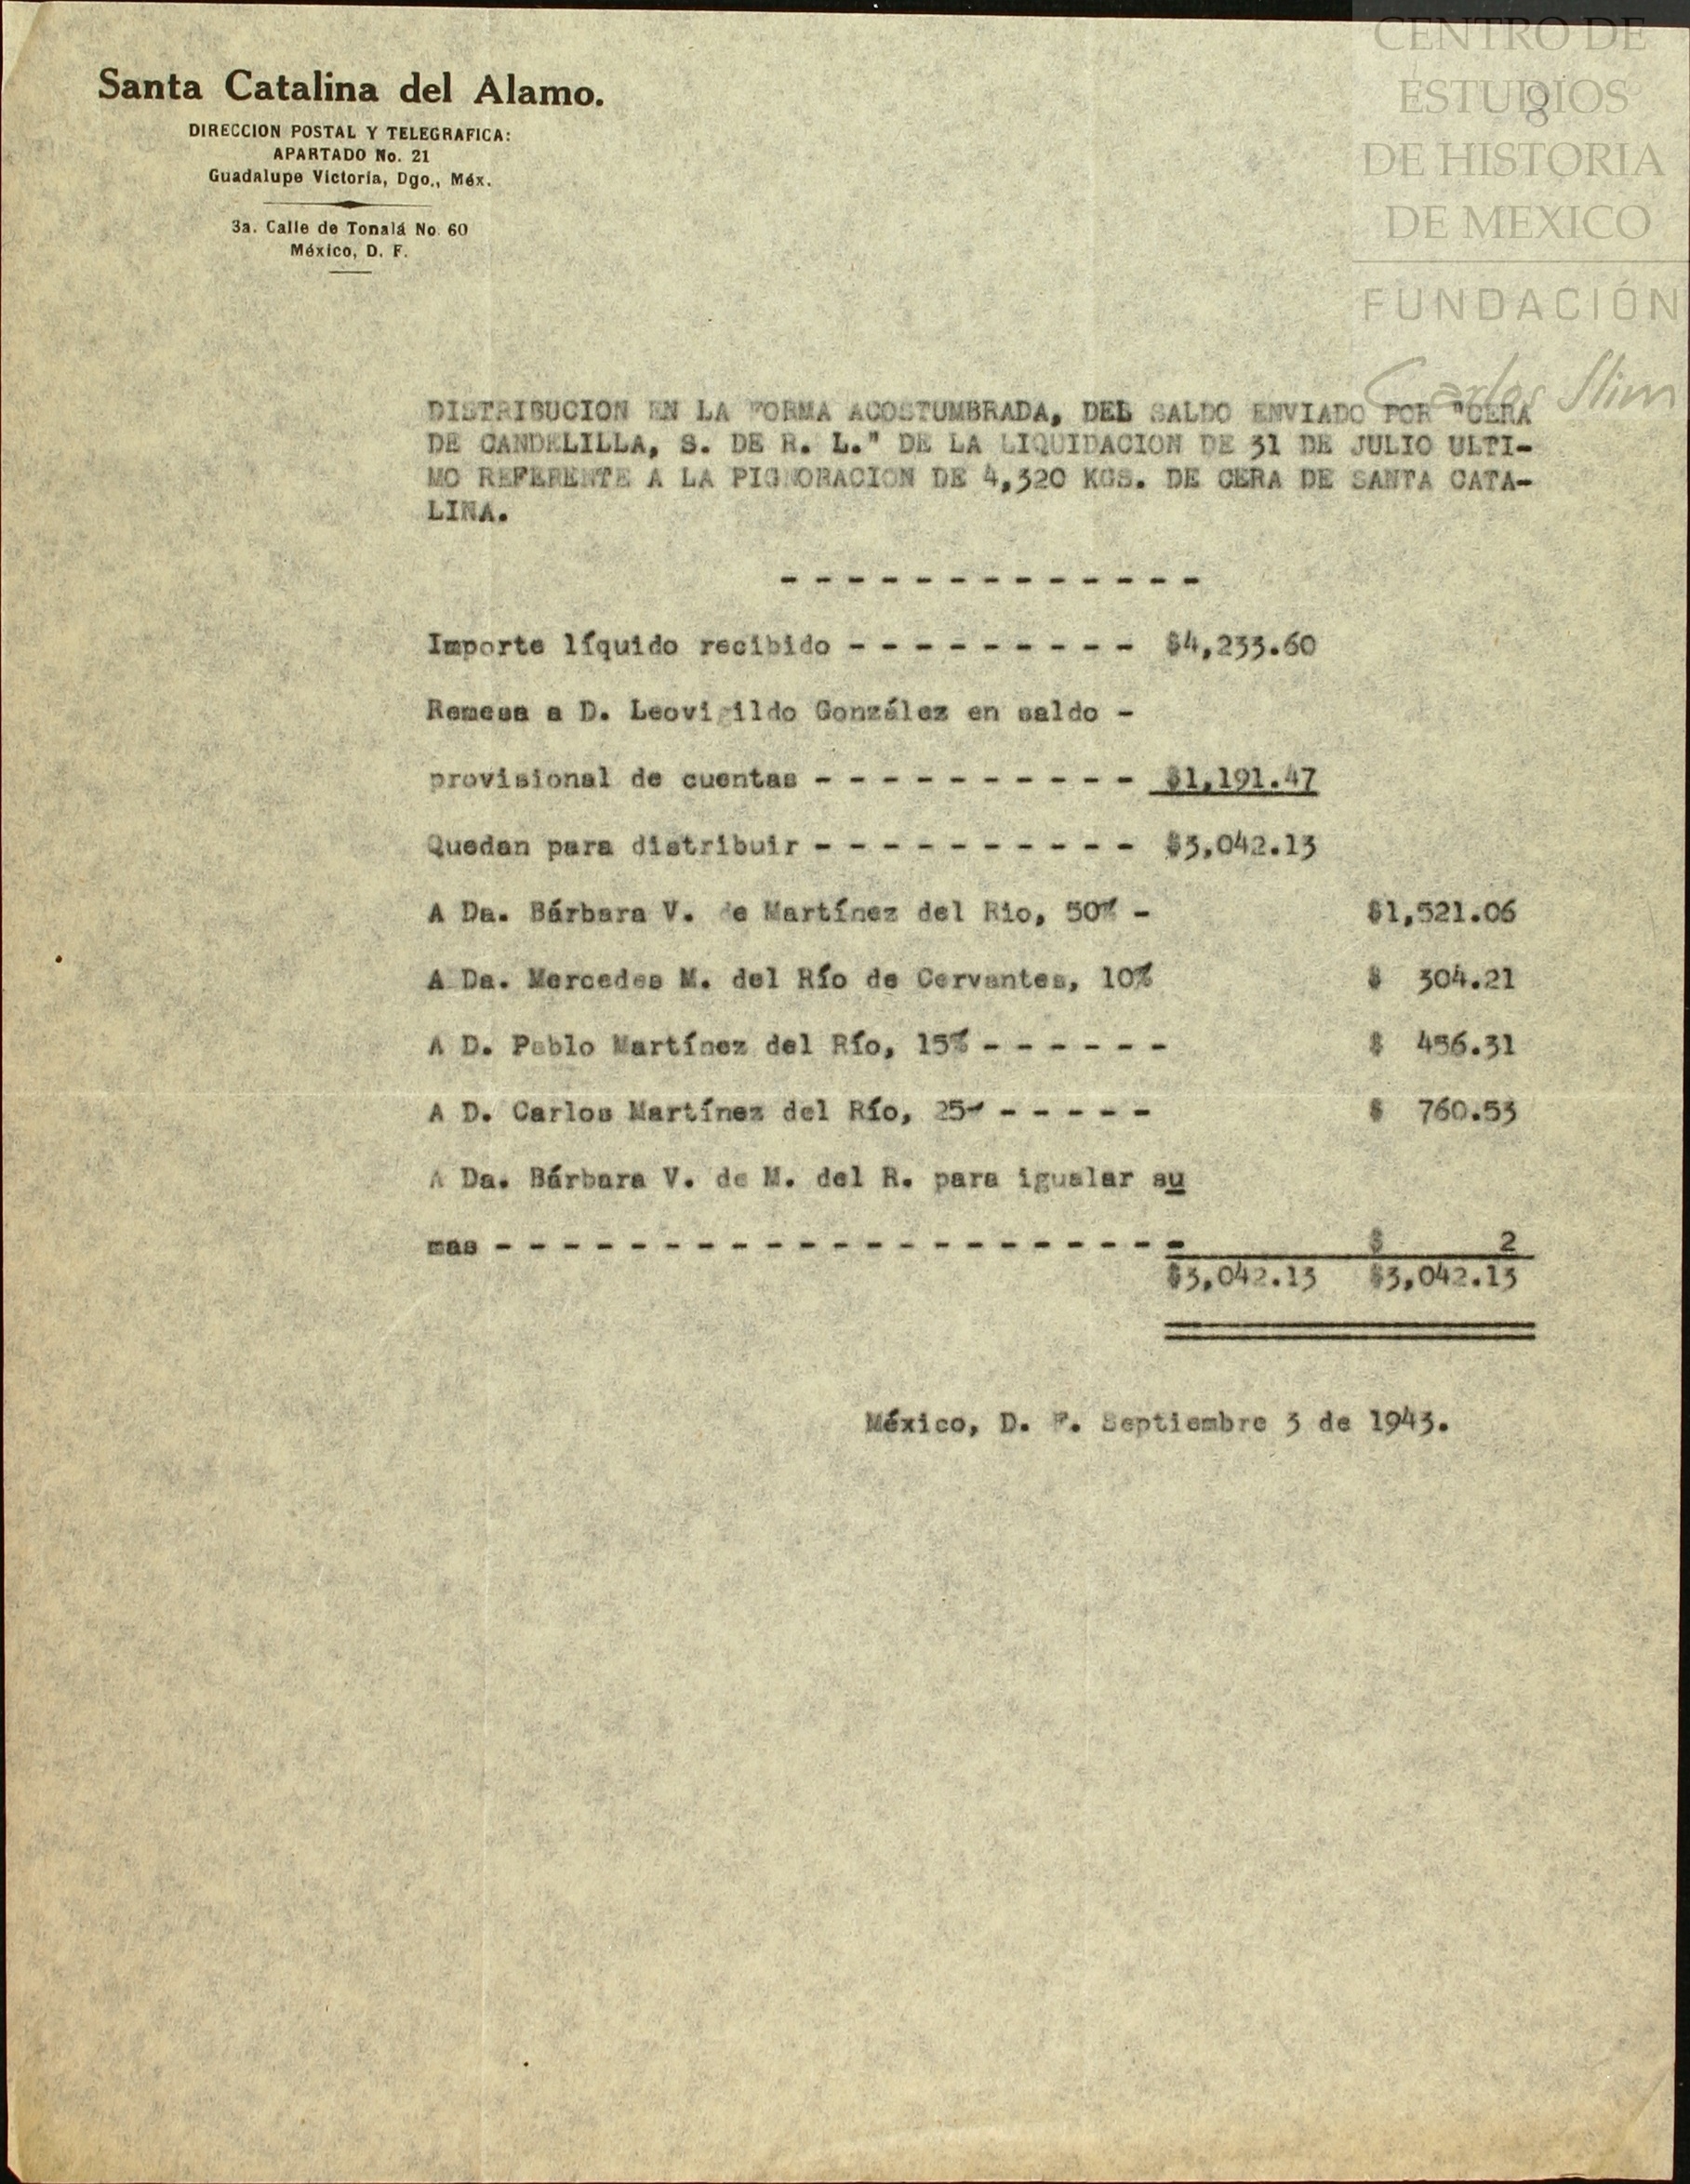 Santa Catalina del Alamo.
DIRECCION POSTAL Y TELEGRAFICA:
APARTADO No. 21
Guadalupe Victoria, Dgo., Méx.
3a. Calle de Tonalá No. 60
México, D. F.
CENTRO DE
ESTUDIOS
8
DE HISTORIA
DE MEXICO
FUNDACIÓN
Carlos Slim
DISTRIBUCION EN LA FORMA ACOSTUMBRADA, DEL SALDO ENVIADO POR "CERA
DE CANDELILLA, S. DE R. L." DE LA LIQUIDACION DE 31 DE JULIO ULTI-
MO REFERENTE A LA PIGNORACION DE 4,320 KGS. DE CERA DE SANTA CATA-
LINA.
- - - - - - - - - - - - -
Importe líquido recibido - - - - - - - - - $4,233.60
Remesa a D. Leovigildo González en saldo -
provisional de cuentas - - - - - - - - - - $1,191.47
Quedan para distribuir - - - - - - - - - - $3,042.13
A Da. Bárbara V. de Martínez del Rio, 50% - $1,521.06
A Da. Mercedes M. del Río de Cervantes, 10% $ 304.21
A D. Pablo Martínez del Río, 15% - - - - - - $ 456.31
A D. Carlos Martínez del Río, 25% - - - - - $ 760.53
A Da. Bárbara V. de M. del R. para igualar su
mas - - - - - - - - - - - - - - - - - - - - - $ 2
$3,042.13 $3,042.13
México, D. F. Septiembre 3 de 1943.